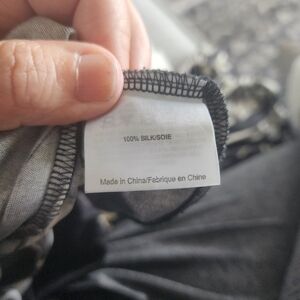 100% SILK/SOIE
Made in China/Fabriqué en Chine